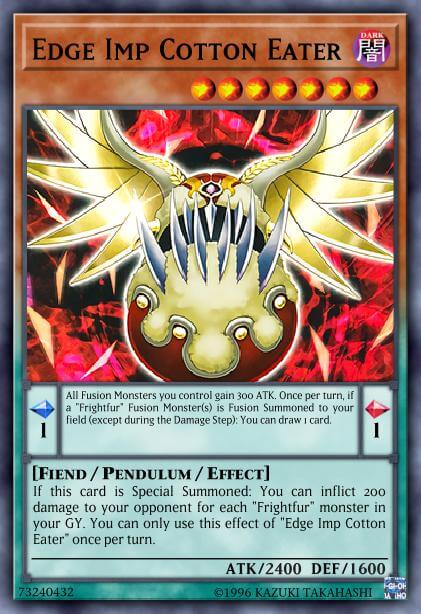 Edge Imp Cotton Eater
DARK
闇
All Fusion Monsters you control gain 300 ATK. Once per turn, if
a "Frightfur" Fusion Monster(s) is Fusion Summoned to your
field (except during the Damage Step): You can draw 1 card.
1
1
[Fiend / Pendulum / Effect]
If this card is Special Summoned: You can inflict 200
damage to your opponent for each "Frightfur" monster in
your GY. You can only use this effect of "Edge Imp Cotton
Eater" once per turn.
ATK/2400 DEF/1600
73240432
©1996 KAZUKI TAKAHASHI